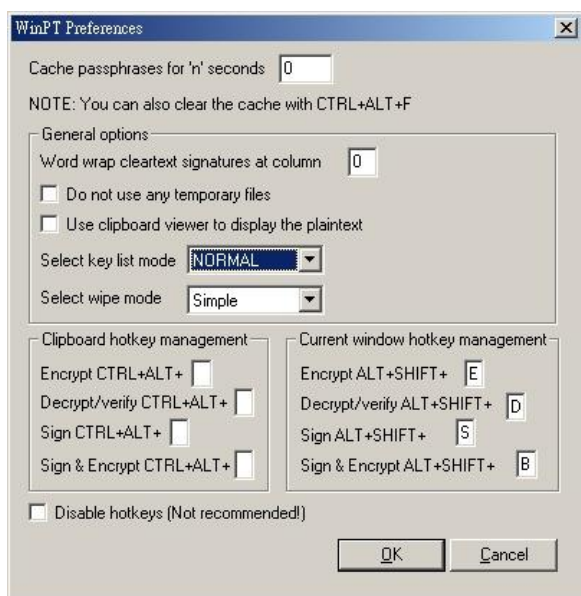 WinPT Preferences
Cache passphrases for 'n' seconds 0
NOTE: You can also clear the cache with CTRL+ALT+F
General options
Word wrap cleartext signatures at column 0
Do not use any temporary files
Use clipboard viewer to display the plaintext
Select key list mode NORMAL
Select wipe mode Simple
Clipboard hotkey management
Encrypt CTRL+ALT+
Decrypt/verify CTRL+ALT+
Sign CTRL+ALT+
Sign & Encrypt CTRL+ALT+
Current window hotkey management
Encrypt ALT+SHIFT+ E
Decrypt/verify ALT+SHIFT+ D
Sign ALT+SHIFT+ S
Sign & Encrypt ALT+SHIFT+ B
Disable hotkeys (Not recommended!)
OK
Cancel